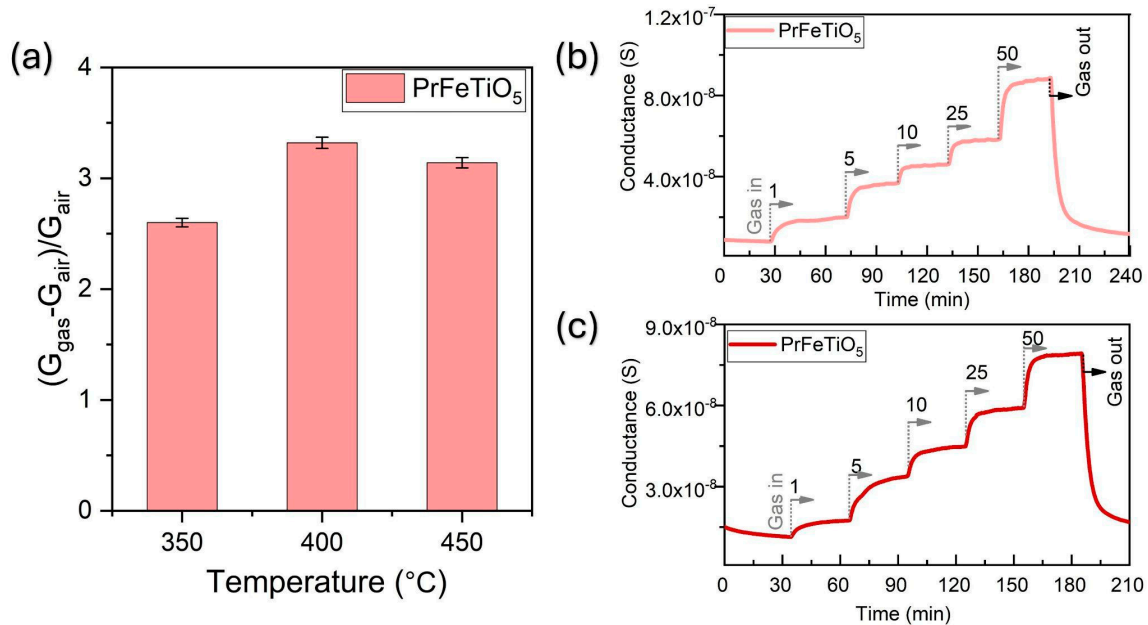 (a)
4
3
2
1
0
(G_gas-G_air)/G_air
PrFeTiO₅
350
400
450
Temperature (°C)
(b)
1.2x10⁻⁷
8.0x10⁻⁸
4.0x10⁻⁸
Conductance (S)
PrFeTiO₅
Gas in
1
5
10
25
50
Gas out
0 30 60 90 120 150 180 210 240
Time (min)
(c)
9.0x10⁻⁸
6.0x10⁻⁸
3.0x10⁻⁸
Conductance (S)
PrFeTiO₅
Gas in
1
5
10
25
50
Gas out
0 30 60 90 120 150 180 210
Time (min)